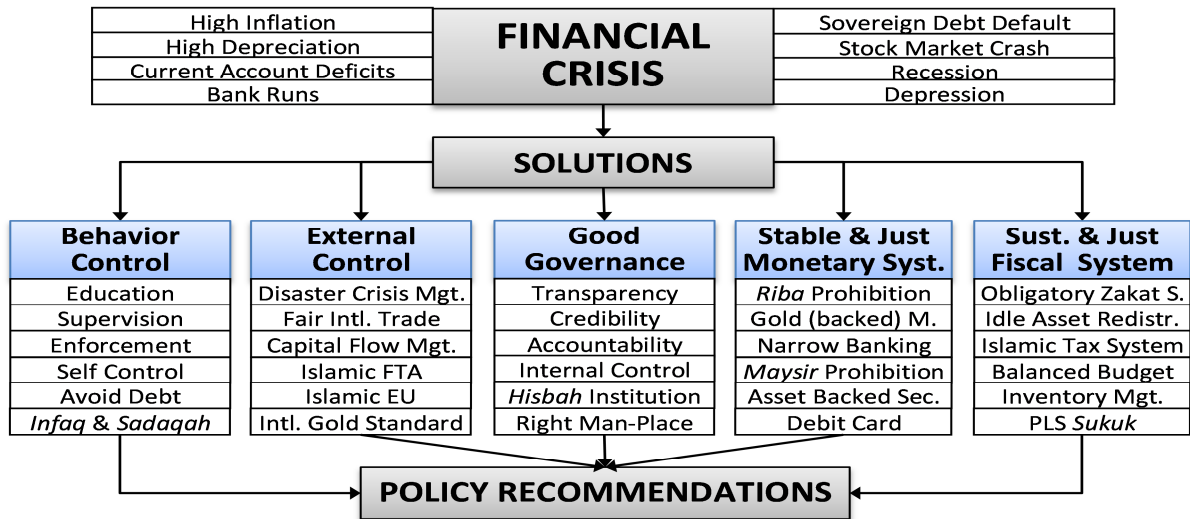 High Inflation
High Depreciation
Current Account Deficits
Bank Runs
FINANCIAL
CRISIS
Sovereign Debt Default
Stock Market Crash
Recession
Depression
SOLUTIONS
Behavior
Control
Education
Supervision
Enforcement
Self Control
Avoid Debt
Infaq & Sadaqah
External
Control
Disaster Crisis Mgt.
Fair Intl. Trade
Capital Flow Mgt.
Islamic FTA
Islamic EU
Intl. Gold Standard
Good
Governance
Transparency
Credibility
Accountability
Internal Control
Hisbah Institution
Right Man-Place
Stable & Just
Monetary Syst.
Riba Prohibition
Gold (backed) M.
Narrow Banking
Maysir Prohibition
Asset Backed Sec.
Debit Card
Sust. & Just
Fiscal System
Obligatory Zakat S.
Idle Asset Redistr.
Islamic Tax System
Balanced Budget
Inventory Mgt.
PLS Sukuk
POLICY RECOMMENDATIONS